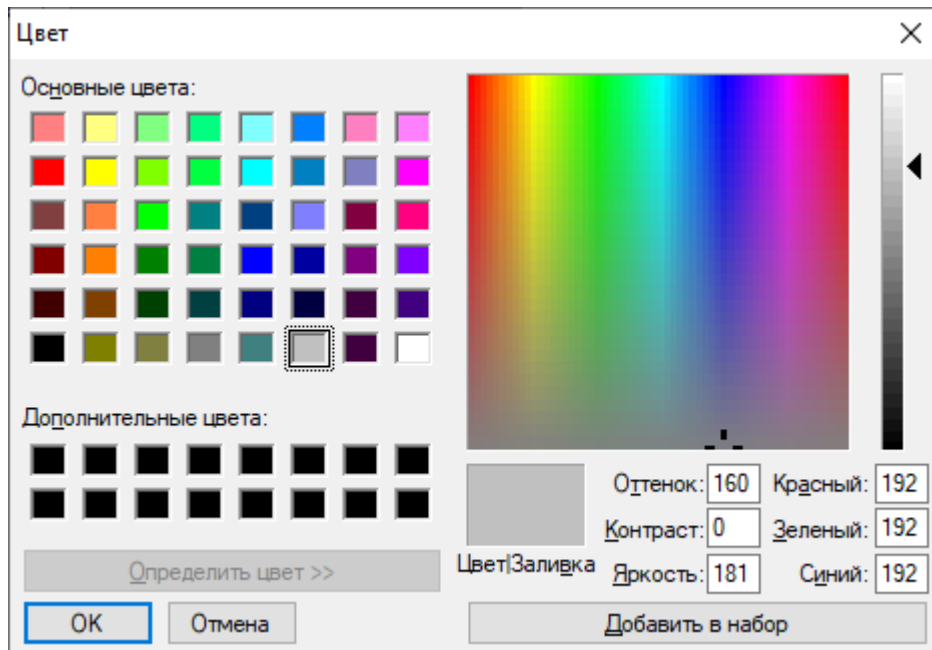 Цвет
Основные цвета:
Дополнительные цвета:
Определить цвет >>
OK
Отмена
Цвет|Заливка
Оттенок: 160
Контраст: 0
Яркость: 181
Красный: 192
Зеленый: 192
Синий: 192
Добавить в набор